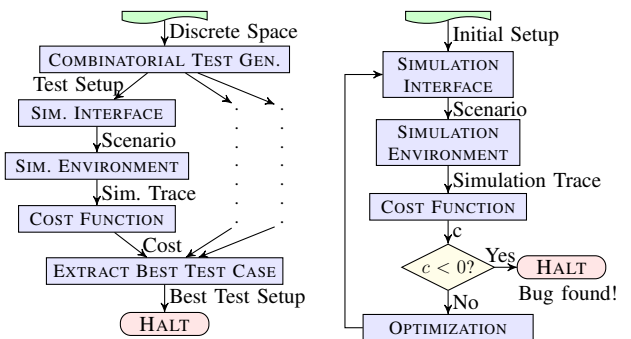 Discrete Space
COMBINATORIAL TEST GEN.
Test Setup
SIM. INTERFACE
Scenario
SIM. ENVIRONMENT
Sim. Trace
COST FUNCTION
Cost
EXTRACT BEST TEST CASE
Best Test Setup
HALT
Initial Setup
SIMULATION
INTERFACE
Scenario
SIMULATION
ENVIRONMENT
Simulation Trace
COST FUNCTION
c
c < 0?
Yes
HALT
Bug found!
No
OPTIMIZATION